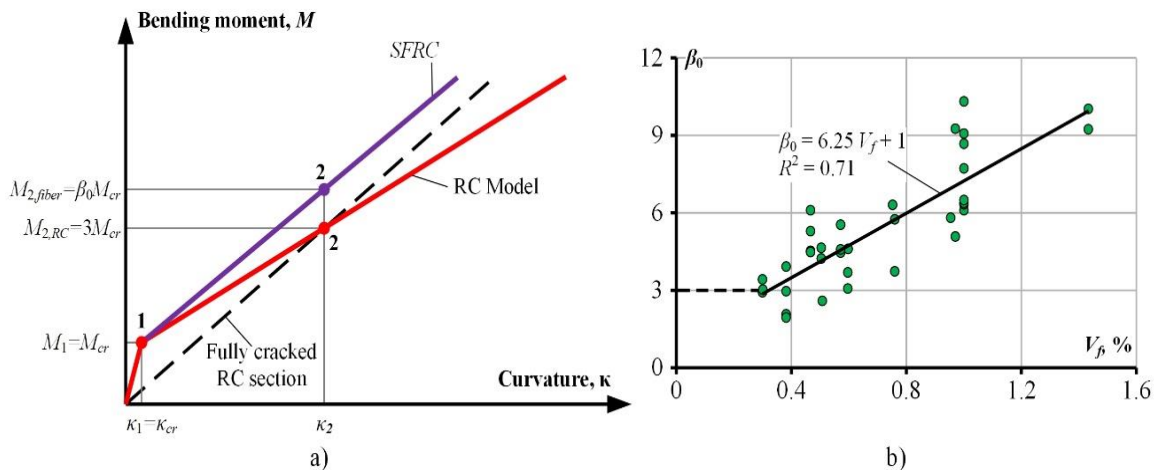 Bending moment, M
SFRC
2
M2,fiber=β0Mcr
RC Model
M2,RC=3Mcr
2
1
M1=Mcr
Fully cracked
RC section
Curvature, κ
κ1=κcr
κ2
a)
12
β0
9
β0 = 6.25 Vf + 1
R² = 0.71
6
3
Vf, %
0
0
0.4
0.8
1.2
1.6
b)